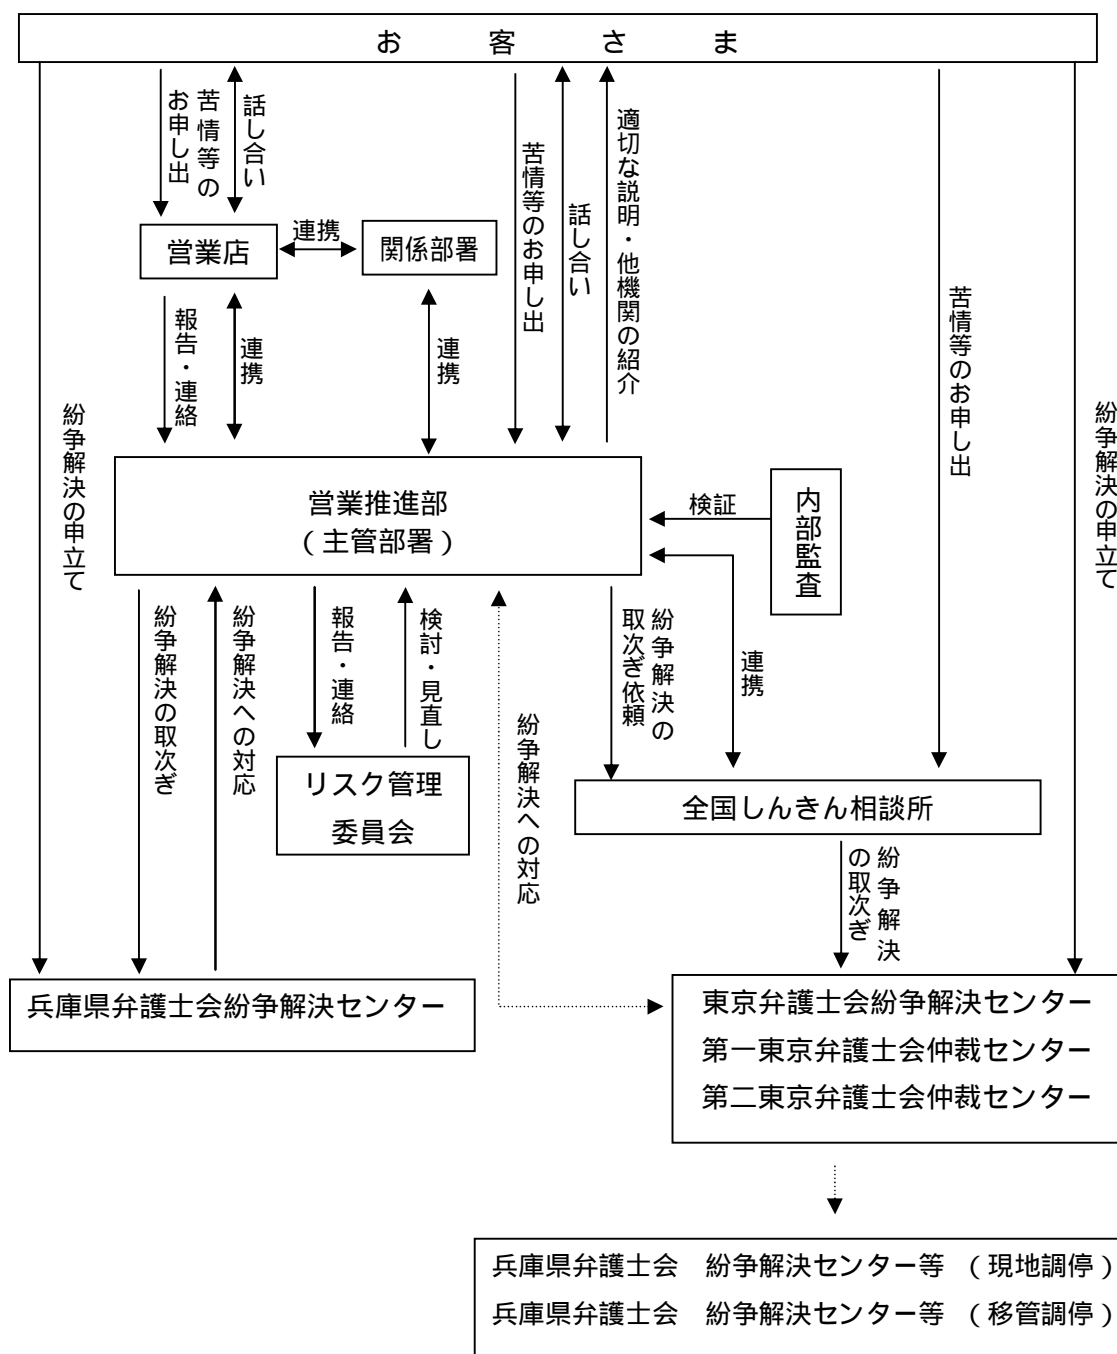 お客さま
苦情等の
お申し出
話し合い
苦情等のお申し出
話し合い
適切な説明・他機関の紹介
苦情等のお申し出
紛争解決の申立て
紛争解決の申立て
営業店
連携
関係部署
報告・連絡
連携
連携
営業推進部
（主管部署）
検証
内部監査
紛争解決の取次ぎ
紛争解決への対応
報告・連絡
検討・見直し
紛争解決への対応
紛争解決の
取次ぎ依頼
連携
リスク管理
委員会
全国しんきん相談所
紛争解決
の取次ぎ
兵庫県弁護士会紛争解決センター
東京弁護士会紛争解決センター
第一東京弁護士会仲裁センター
第二東京弁護士会仲裁センター
兵庫県弁護士会　紛争解決センター等　（現地調停）
兵庫県弁護士会　紛争解決センター等　（移管調停）